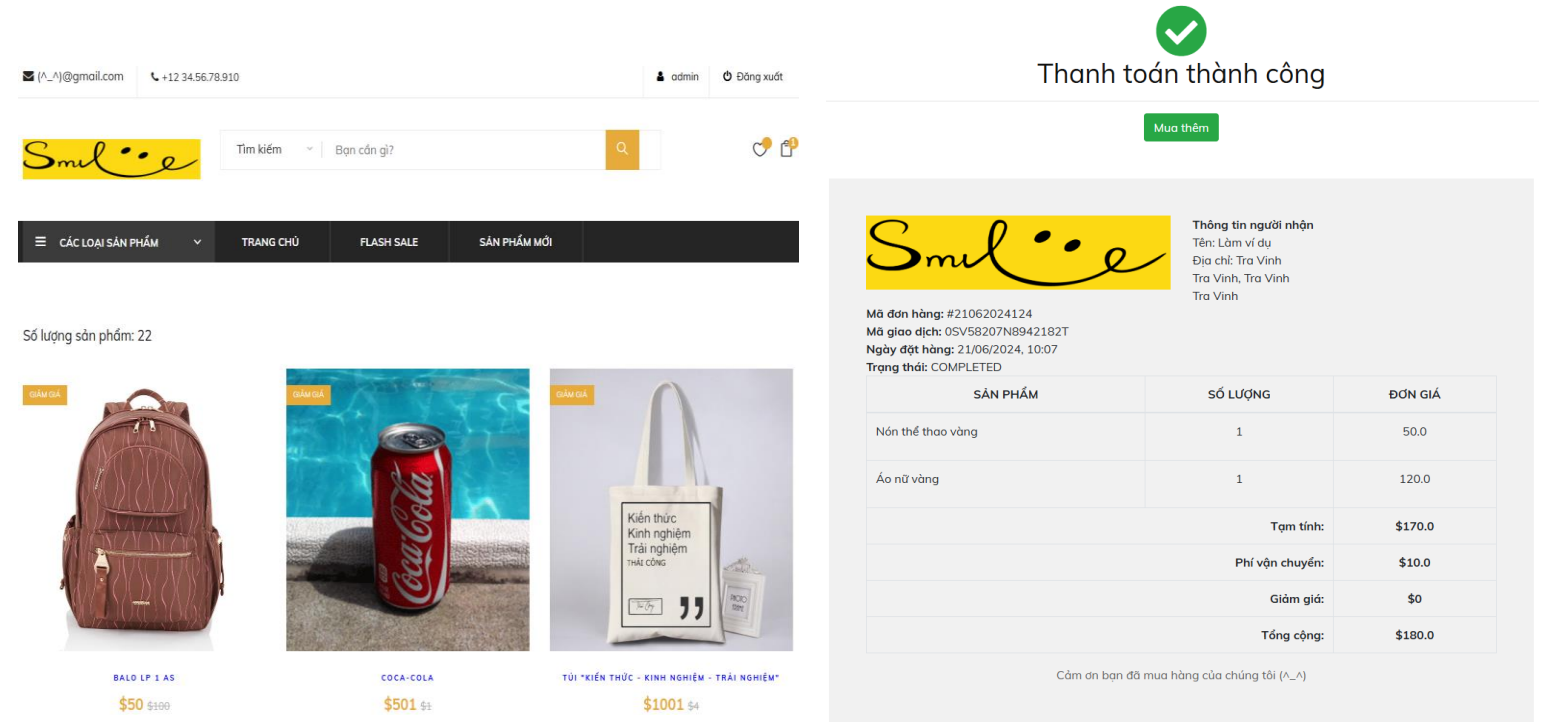 (^_^)@gmail.com
+12 34.56.78.910
admin
Đăng xuất
Smile
Tìm kiếm
Bạn cần gì?
1
CÁC LOẠI SẢN PHẨM
TRANG CHỦ
FLASH SALE
SẢN PHẨM MỚI
Số lượng sản phẩm: 22
GIẢM GIÁ
GIẢM GIÁ
GIẢM GIÁ
Coca-Cola
Kiến thức
Kinh nghiệm
Trải nghiệm
THÁI CÔNG
PHOTO
BALO LP 1 AS
COCA-COLA
TÚI "KIẾN THỨC - KINH NGHIỆM - TRẢI NGHIỆM"
$50 $100
$501 $1
$1001 $4
Thanh toán thành công
Mua thêm
Smile
Thông tin người nhận
Tên: Làm ví dụ
Địa chỉ: Tra Vinh
Tra Vinh, Tra Vinh
Tra Vinh
Mã đơn hàng: #21062024124
Mã giao dịch: 0SV58207N8942182T
Ngày đặt hàng: 21/06/2024, 10:07
Trạng thái: COMPLETED
SẢN PHẨM SỐ LƯỢNG ĐƠN GIÁ
Nón thể thao vàng 1 50.0
Áo nữ vàng 1 120.0
Tạm tính: $170.0
Phí vận chuyển: $10.0
Giảm giá: $0
Tổng cộng: $180.0
Cảm ơn bạn đã mua hàng của chúng tôi (^_^)